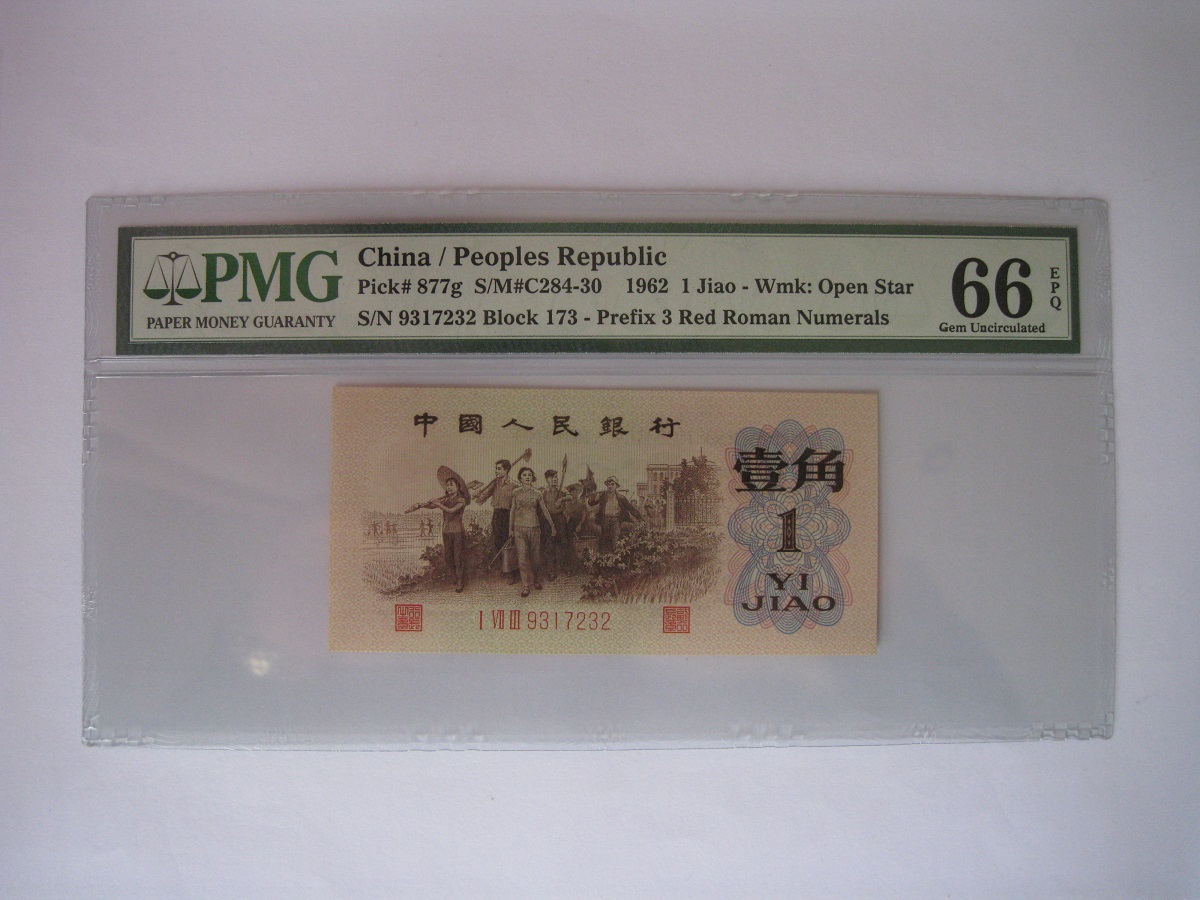 PMG
PAPER MONEY GUARANTY
China / Peoples Republic
Pick# 877g S/M#C284-30 1962 1 Jiao - Wmk: Open Star
S/N 9317232 Block 173 - Prefix 3 Red Roman Numerals
66
EPQ
Gem Uncirculated
中國人民銀行
壹角
1
YI
JIAO
I VII III 9317232